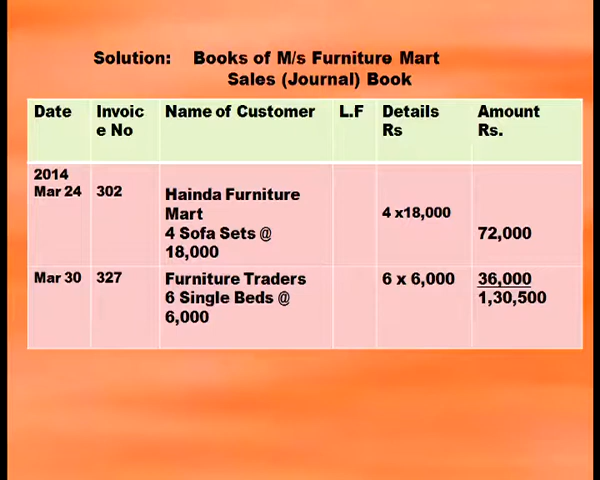 Solution: Books of M/s Furniture Mart
Sales (Journal) Book
Date Invoic Name of Customer L.F Details Amount
e No Rs Rs.
2014
Mar 24 302 Hainda Furniture
Mart
4 x18,000
4 Sofa Sets @ 72,000
18,000
Mar 30 327 Furniture Traders 6 x 6,000 36,000
6 Single Beds @ 1,30,500
6,000